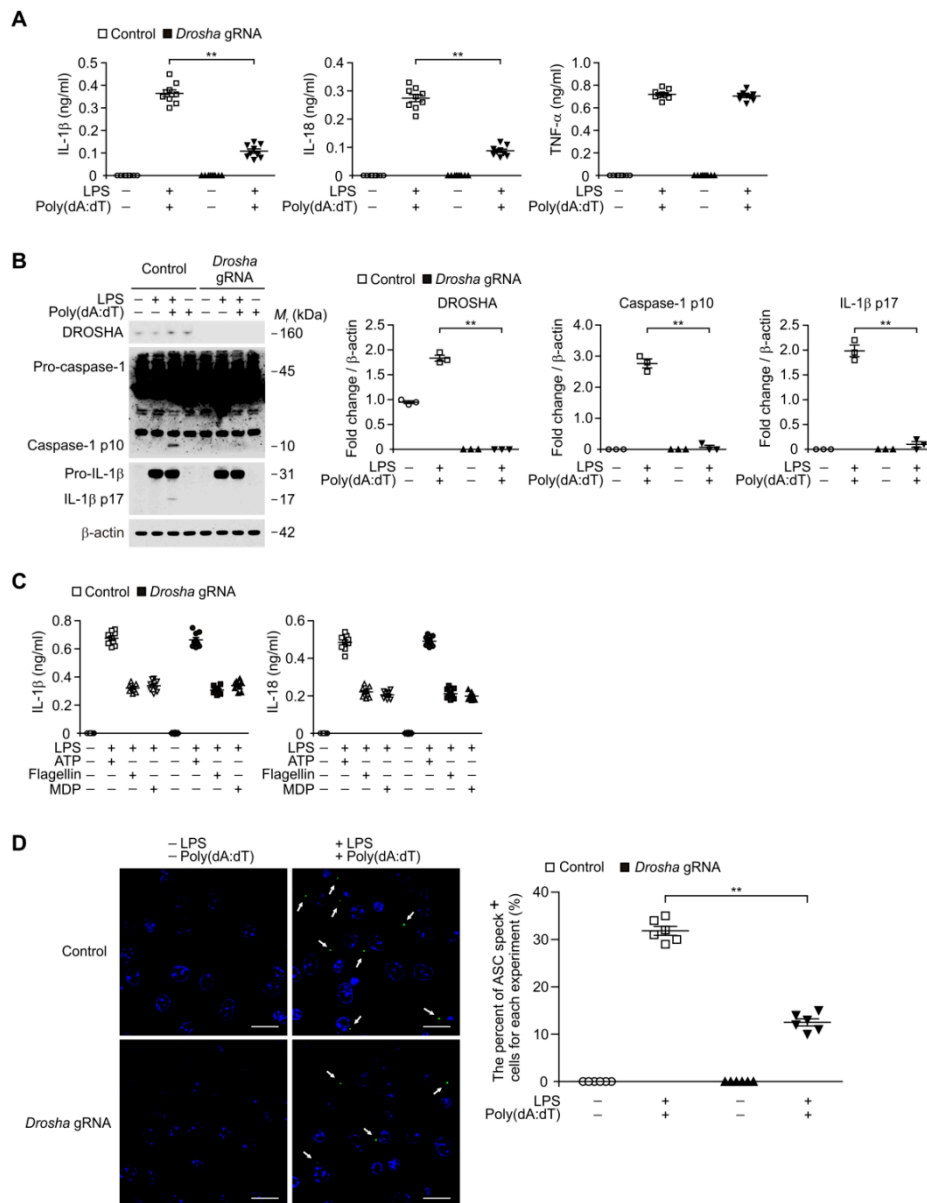 A
□ Control ■ Drosha gRNA
IL-1β (ng/ml)
0.5
0.4
0.3
0.2
0.1
0
**
LPS − + − +
Poly(dA:dT) − + − +
IL-18 (ng/ml)
0.4
0.3
0.2
0.1
0
**
LPS − + − +
Poly(dA:dT) − + − +
TNF-α (ng/ml)
1.0
0.8
0.6
0.4
0.2
0
LPS − + − +
Poly(dA:dT) − + − +
B
Control Drosha gRNA
LPS − + + − − + + −
Poly(dA:dT) − − + + − − + +
Mr (kDa)
DROSHA −160
Pro-caspase-1 −45
Caspase-1 p10 −10
Pro-IL-1β −31
IL-1β p17 −17
β-actin −42
□ Control ■ Drosha gRNA
DROSHA
Fold change / β-actin
2.5
2.0
1.5
1.0
0.5
0
**
LPS − + − +
Poly(dA:dT) − + − +
Caspase-1 p10
Fold change / β-actin
4.0
3.0
2.0
1.0
0
**
LPS − + − +
Poly(dA:dT) − + − +
IL-1β p17
Fold change / β-actin
2.5
2.0
1.5
1.0
0.5
0
**
LPS − + − +
Poly(dA:dT) − + − +
C
□ Control ■ Drosha gRNA
IL-1β (ng/ml)
0.8
0.6
0.4
0.2
0
LPS − + + + − + + +
ATP − + − − − + − −
Flagellin − − + − − − + −
MDP − − − + − − − +
IL-18 (ng/ml)
0.6
0.4
0.2
0
LPS − + + + − + + +
ATP − + − − − + − −
Flagellin − − + − − − + −
MDP − − − + − − − +
D
− LPS
− Poly(dA:dT)
+ LPS
+ Poly(dA:dT)
Control
Drosha gRNA
□ Control ■ Drosha gRNA
The percent of ASC speck +
cells for each experiment (%)
40
30
20
10
0
**
LPS − + − +
Poly(dA:dT) − + − +